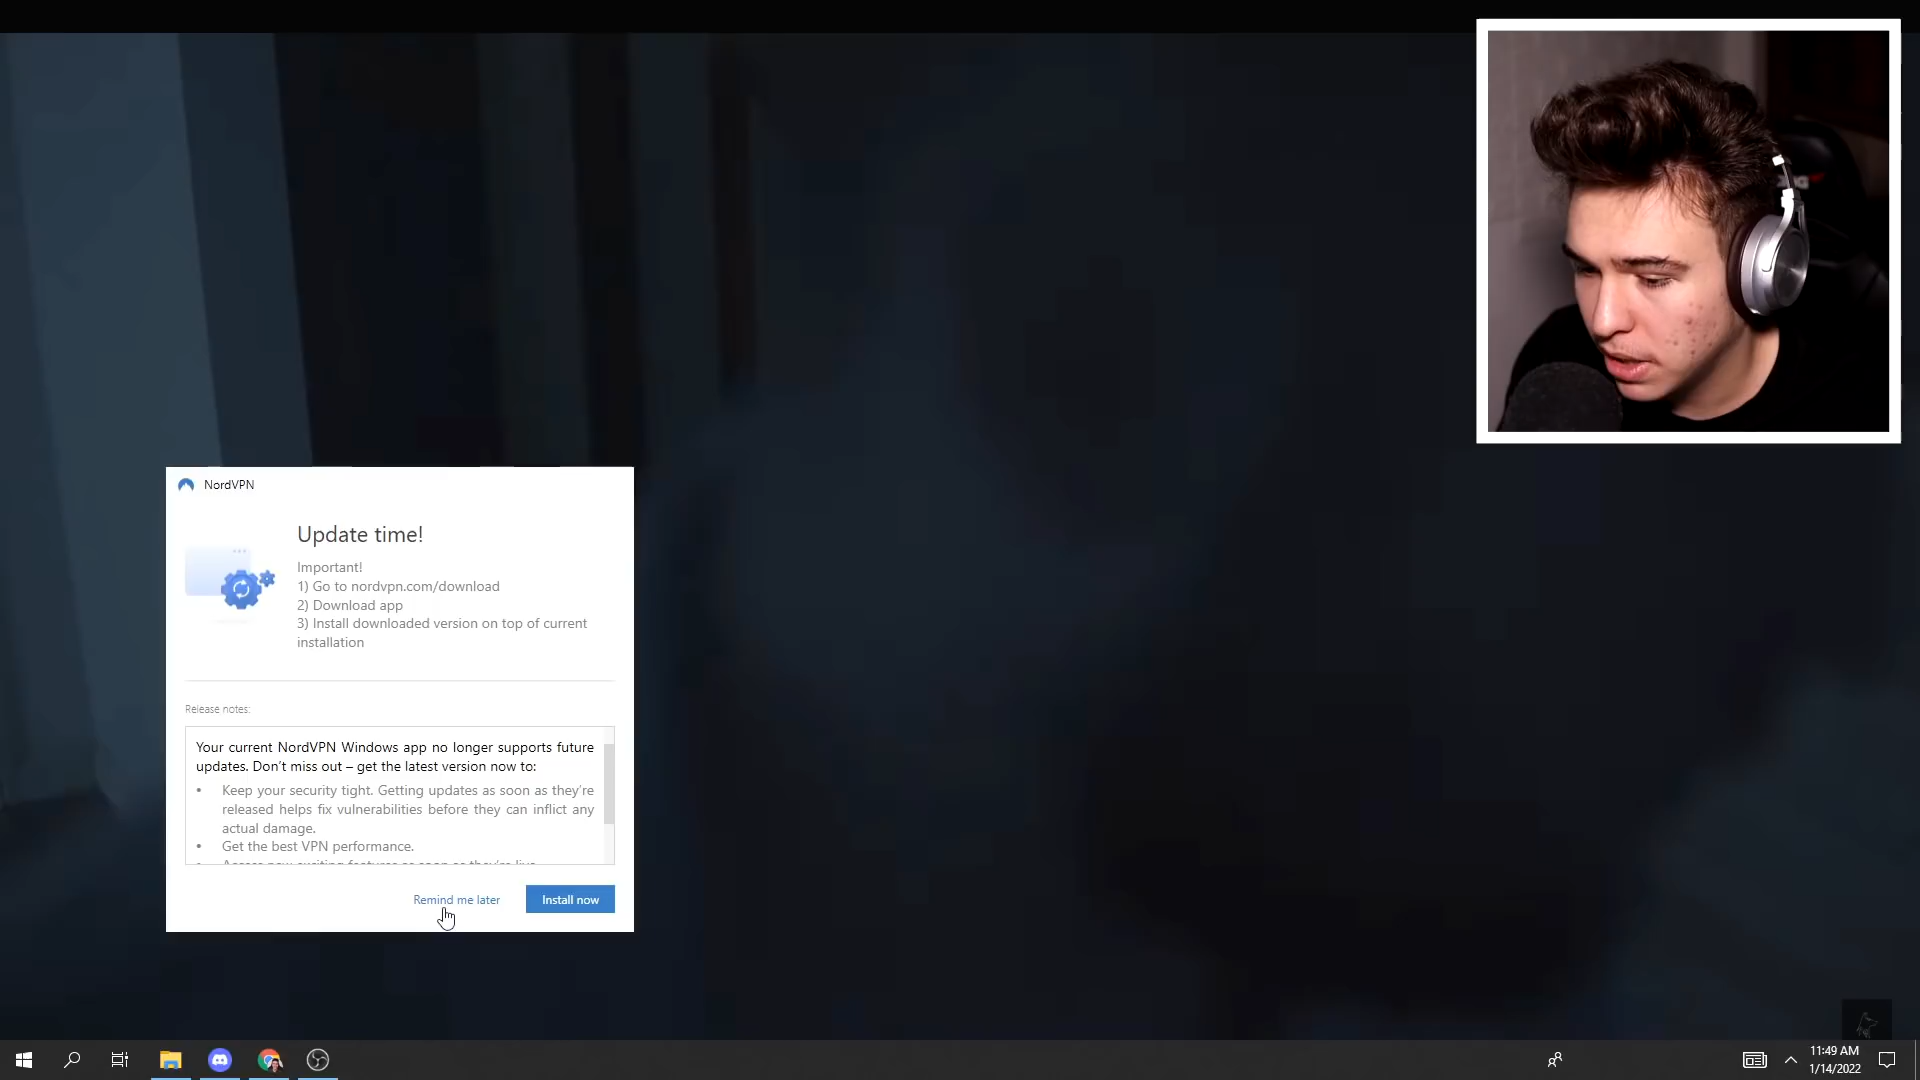 NordVPN
Update time!
Important!
1) Go to nordvpn.com/download
2) Download app
3) Install downloaded version on top of current
installation
Release notes:
Your current NordVPN Windows app no longer supports future
updates. Don't miss out – get the latest version now to:
• Keep your security tight. Getting updates as soon as they're
released helps fix vulnerabilities before they can inflict any
actual damage.
• Get the best VPN performance.
Remind me later
Install now
11:49 AM
1/14/2022